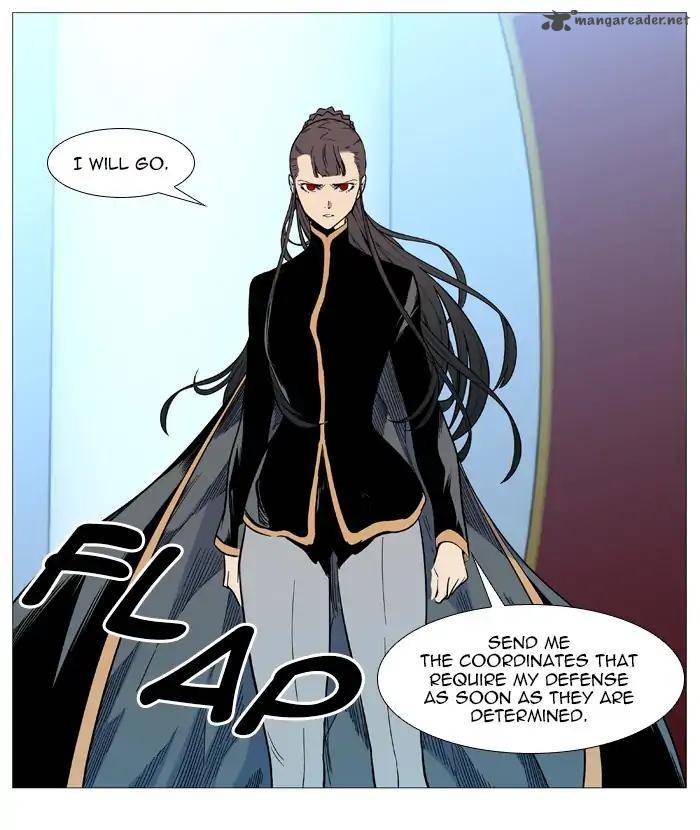 mangareader.net
I WILL GO.
FLAP
SEND ME
THE COORDINATES THAT
REQUIRE MY DEFENSE
AS SOON AS THEY ARE
DETERMINED.